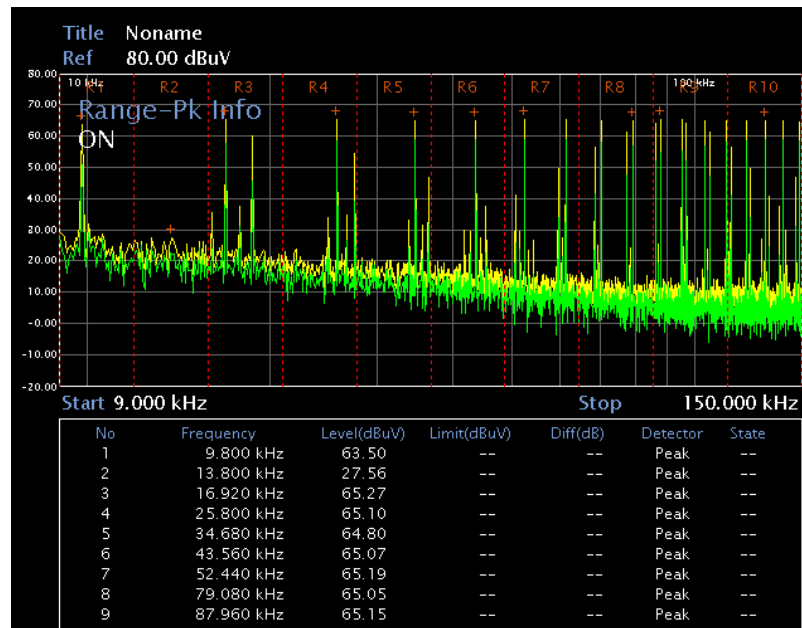 Title Noname
Ref 80.00 dBuV
80.00
10 kHz
100 kHz
R1 R2 R3 R4 R5 R6 R7 R8 R9 R10
70.00
Range-Pk Info
60.00
ON
50.00
40.00
30.00
20.00
10.00
-0.00
-10.00
-20.00
Start 9.000 kHz Stop 150.000 kHz
No Frequency Level(dBuV) Limit(dBuV) Diff(dB) Detector State
1 9.800 kHz 63.50 -- -- Peak --
2 13.800 kHz 27.56 -- -- Peak --
3 16.920 kHz 65.27 -- -- Peak --
4 25.800 kHz 65.10 -- -- Peak --
5 34.680 kHz 64.80 -- -- Peak --
6 43.560 kHz 65.07 -- -- Peak --
7 52.440 kHz 65.19 -- -- Peak --
8 79.080 kHz 65.05 -- -- Peak --
9 87.960 kHz 65.15 -- -- Peak --